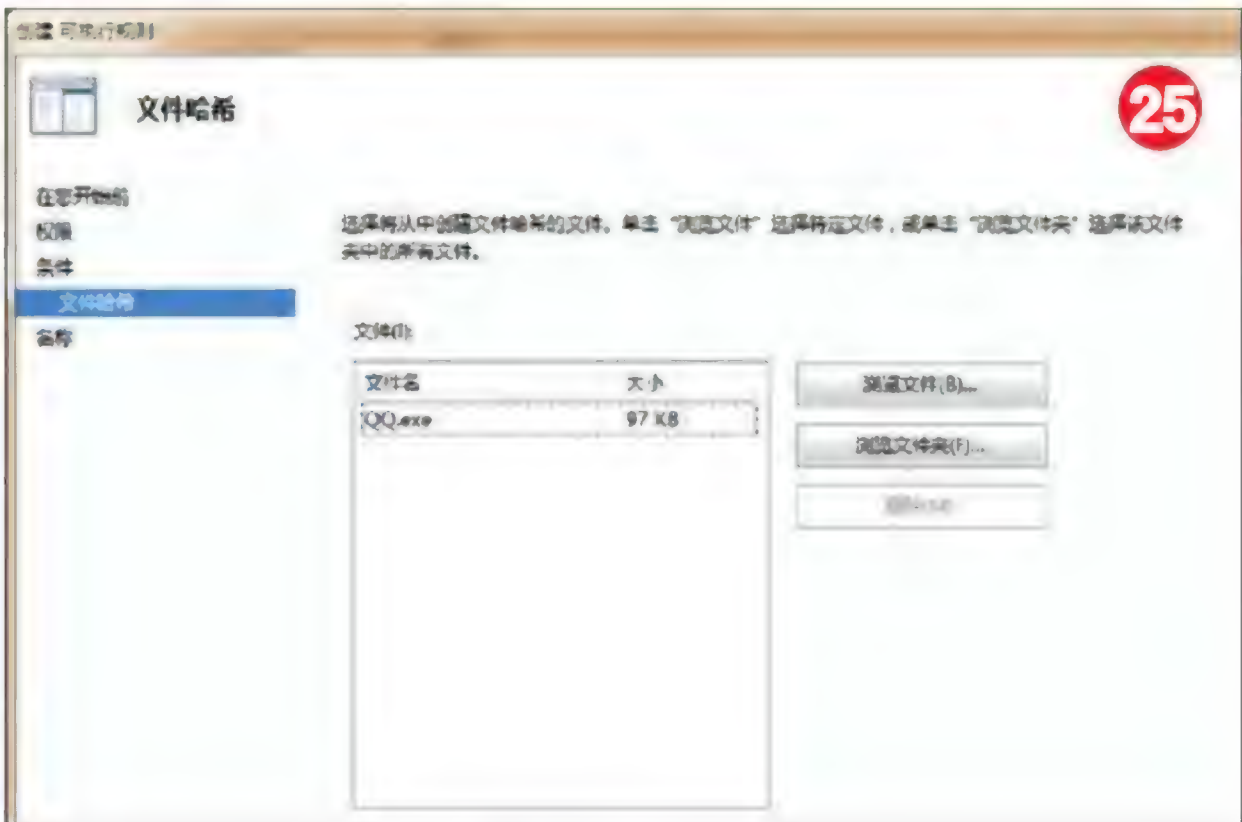 创建 可执行规则
文件哈希
25
在您开始前
权限
条件
文件哈希
名称
选择将从中创建文件哈希的文件。单击“浏览文件”选择特定文件，或单击“浏览文件夹”选择该文件
夹中的所有文件。
文件(I):
文件名 大小
QQ.exe 97 KB
浏览文件(B)...
浏览文件夹(F)...